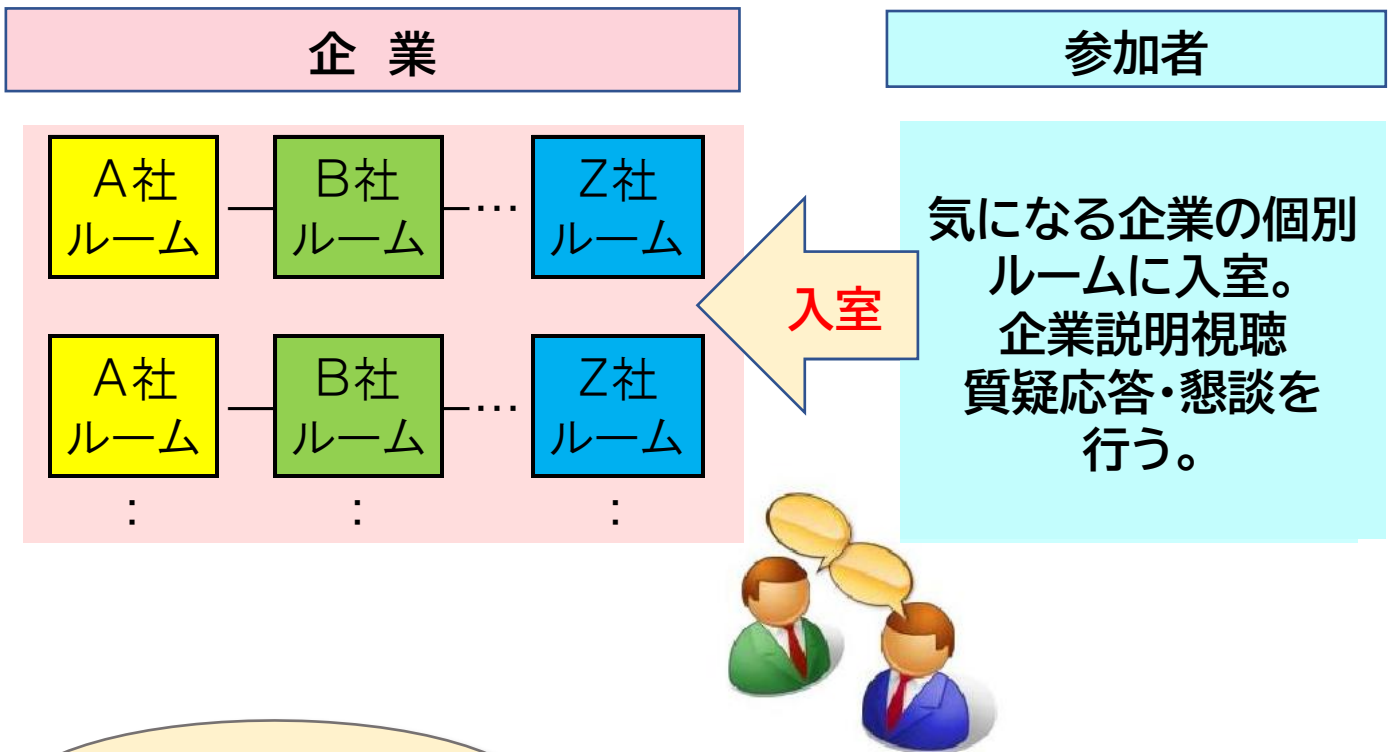 企 業
参加者
A社
ルーム
B社
ルーム
…
Z社
ルーム
A社
ルーム
B社
ルーム
…
Z社
ルーム
:
:
:
入室
気になる企業の個別
ルームに入室。
企業説明視聴
質疑応答・懇談を
行う。